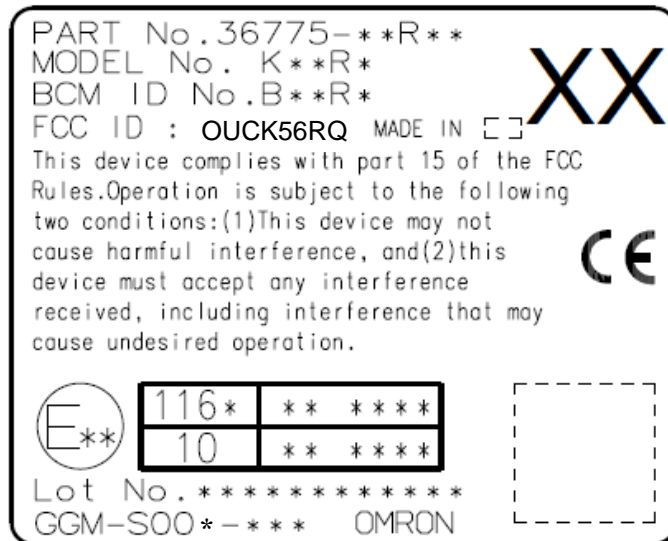 PART No.36775-**R**
MODEL No. K**R*
BCM ID No.B**R*
XX
FCC ID : OUCK56RQ MADE IN
This device complies with part 15 of the FCC
Rules.Operation is subject to the following
two conditions:(1)This device may not
cause harmful interference, and(2)this
device must accept any interference
received, including interference that may
cause undesired operation.
CE
E**
116* ** ****
10 ** ****
Lot No.************
GGM-S00*-*** OMRON